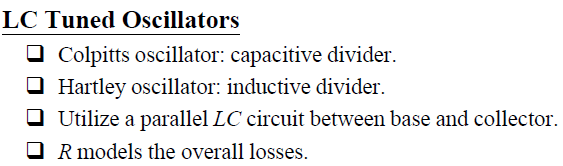 LC Tuned Oscillators
❑ Colpitts oscillator: capacitive divider.
❑ Hartley oscillator: inductive divider.
❑ Utilize a parallel LC circuit between base and collector.
❑ R models the overall losses.